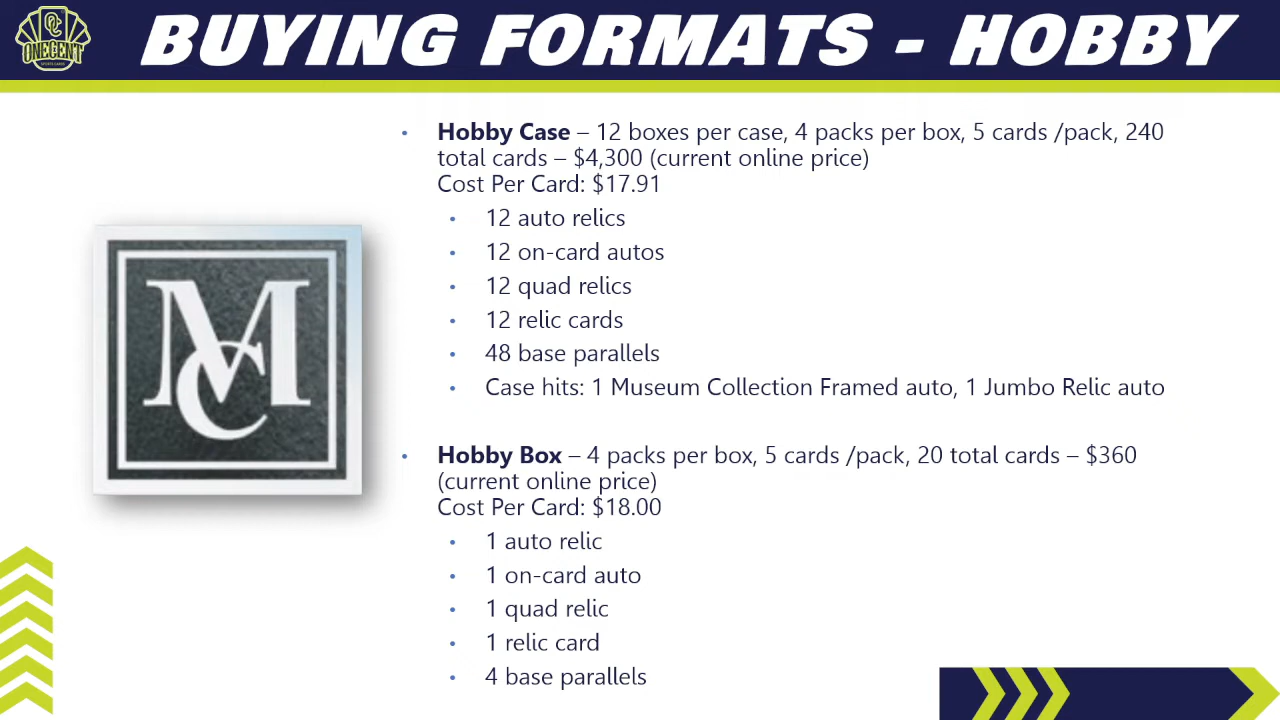 BUYING FORMATS - HOBBY
OC
ONECENT
SPORTS CARDS
• Hobby Case – 12 boxes per case, 4 packs per box, 5 cards /pack, 240
total cards – $4,300 (current online price)
Cost Per Card: $17.91
• 12 auto relics
• 12 on-card autos
• 12 quad relics
• 12 relic cards
• 48 base parallels
• Case hits: 1 Museum Collection Framed auto, 1 Jumbo Relic auto
MC
• Hobby Box – 4 packs per box, 5 cards /pack, 20 total cards – $360
(current online price)
Cost Per Card: $18.00
• 1 auto relic
• 1 on-card auto
• 1 quad relic
• 1 relic card
• 4 base parallels